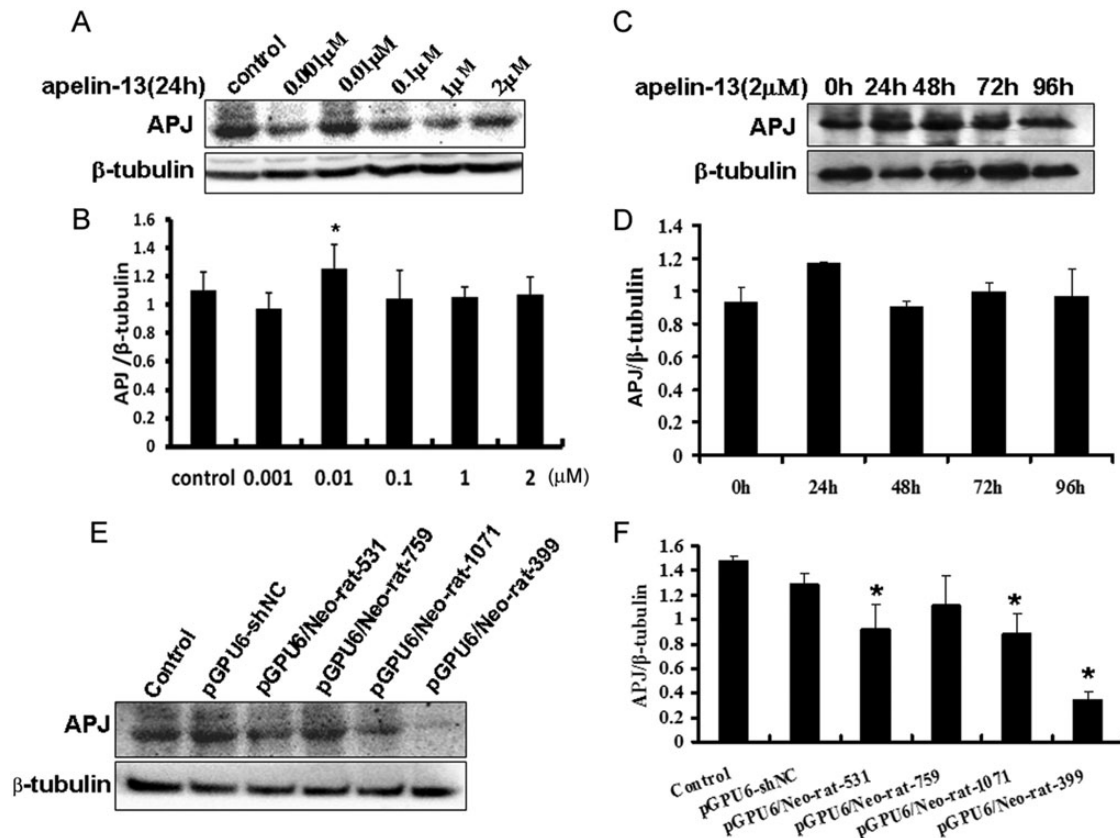 A
control
0.001μM
0.01μM
0.1μM
1μM
2μM
apelin-13(24h)
APJ
β-tubulin
B
1.6
1.4
1.2
1
0.8
0.6
0.4
0.2
0
APJ/β-tubulin
*
control 0.001 0.01 0.1 1 2 (μM)
C
apelin-13(2μM) 0h 24h 48h 72h 96h
APJ
β-tubulin
D
1.4
1.2
1
0.8
0.6
0.4
0.2
0
APJ/β-tubulin
0h 24h 48h 72h 96h
E
Control
pGPU6-shNC
pGPU6/Neo-rat-531
pGPU6/Neo-rat-759
pGPU6/Neo-rat-1071
pGPU6/Neo-rat-399
APJ
β-tubulin
F
1.6
1.4
1.2
1
0.8
0.6
0.4
0.2
0
APJ/β-tubulin
*
*
*
Control
pGPU6-shNC
pGPU6/Neo-rat-531
pGPU6/Neo-rat-759
pGPU6/Neo-rat-1071
pGPU6/Neo-rat-399